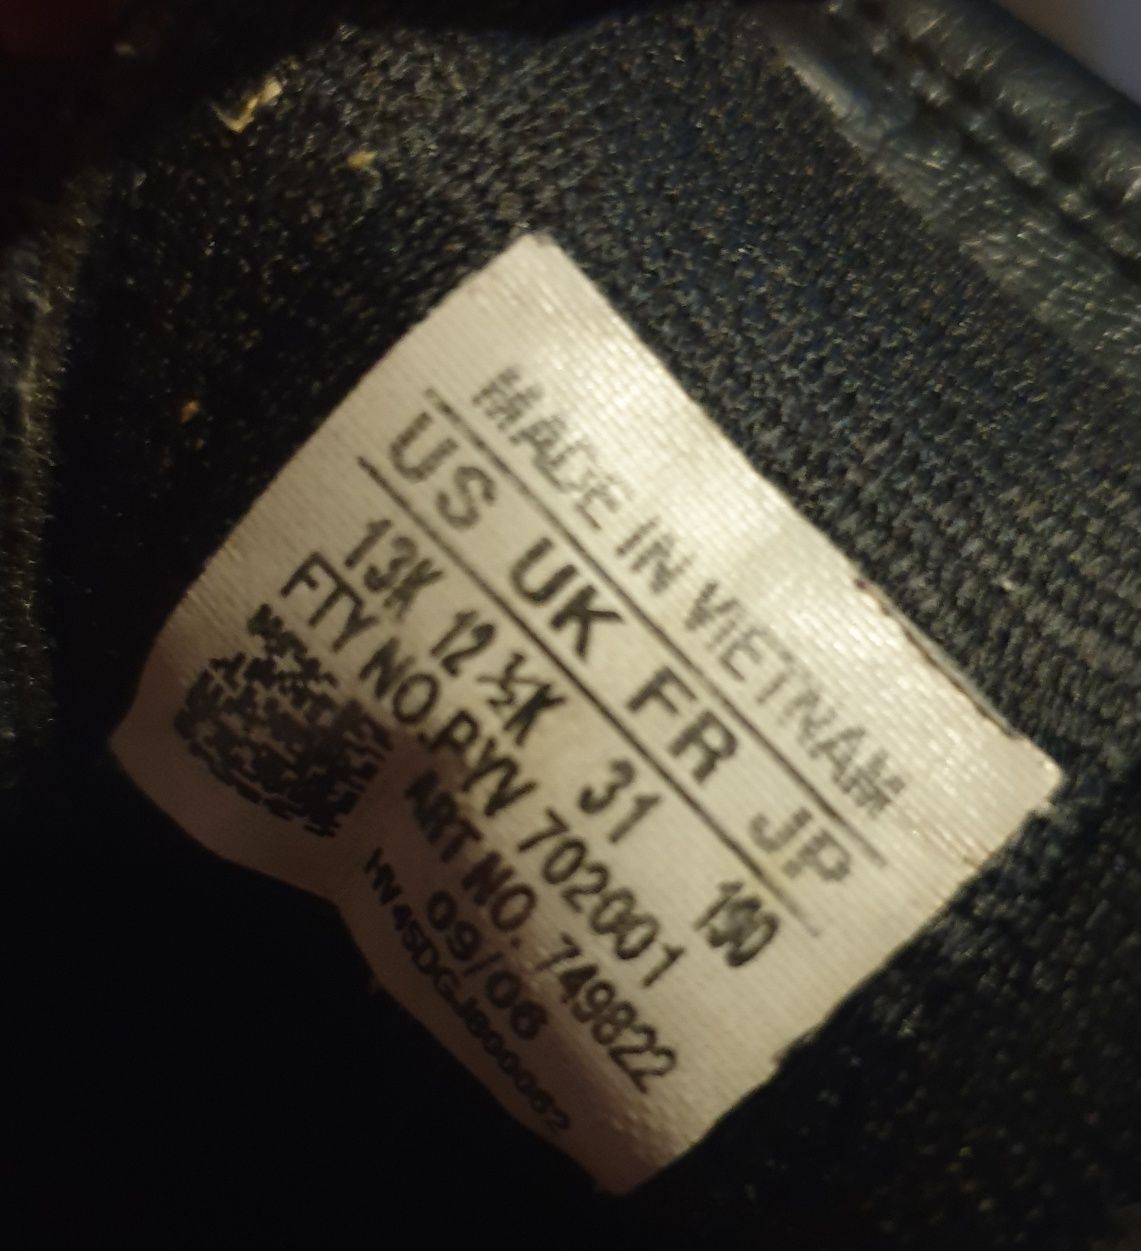 MADE IN VIETNAM
US UK FR JP
13K 12 ½K 31 190
FTY NO.PYV 702001
ART NO. 749822
09/06